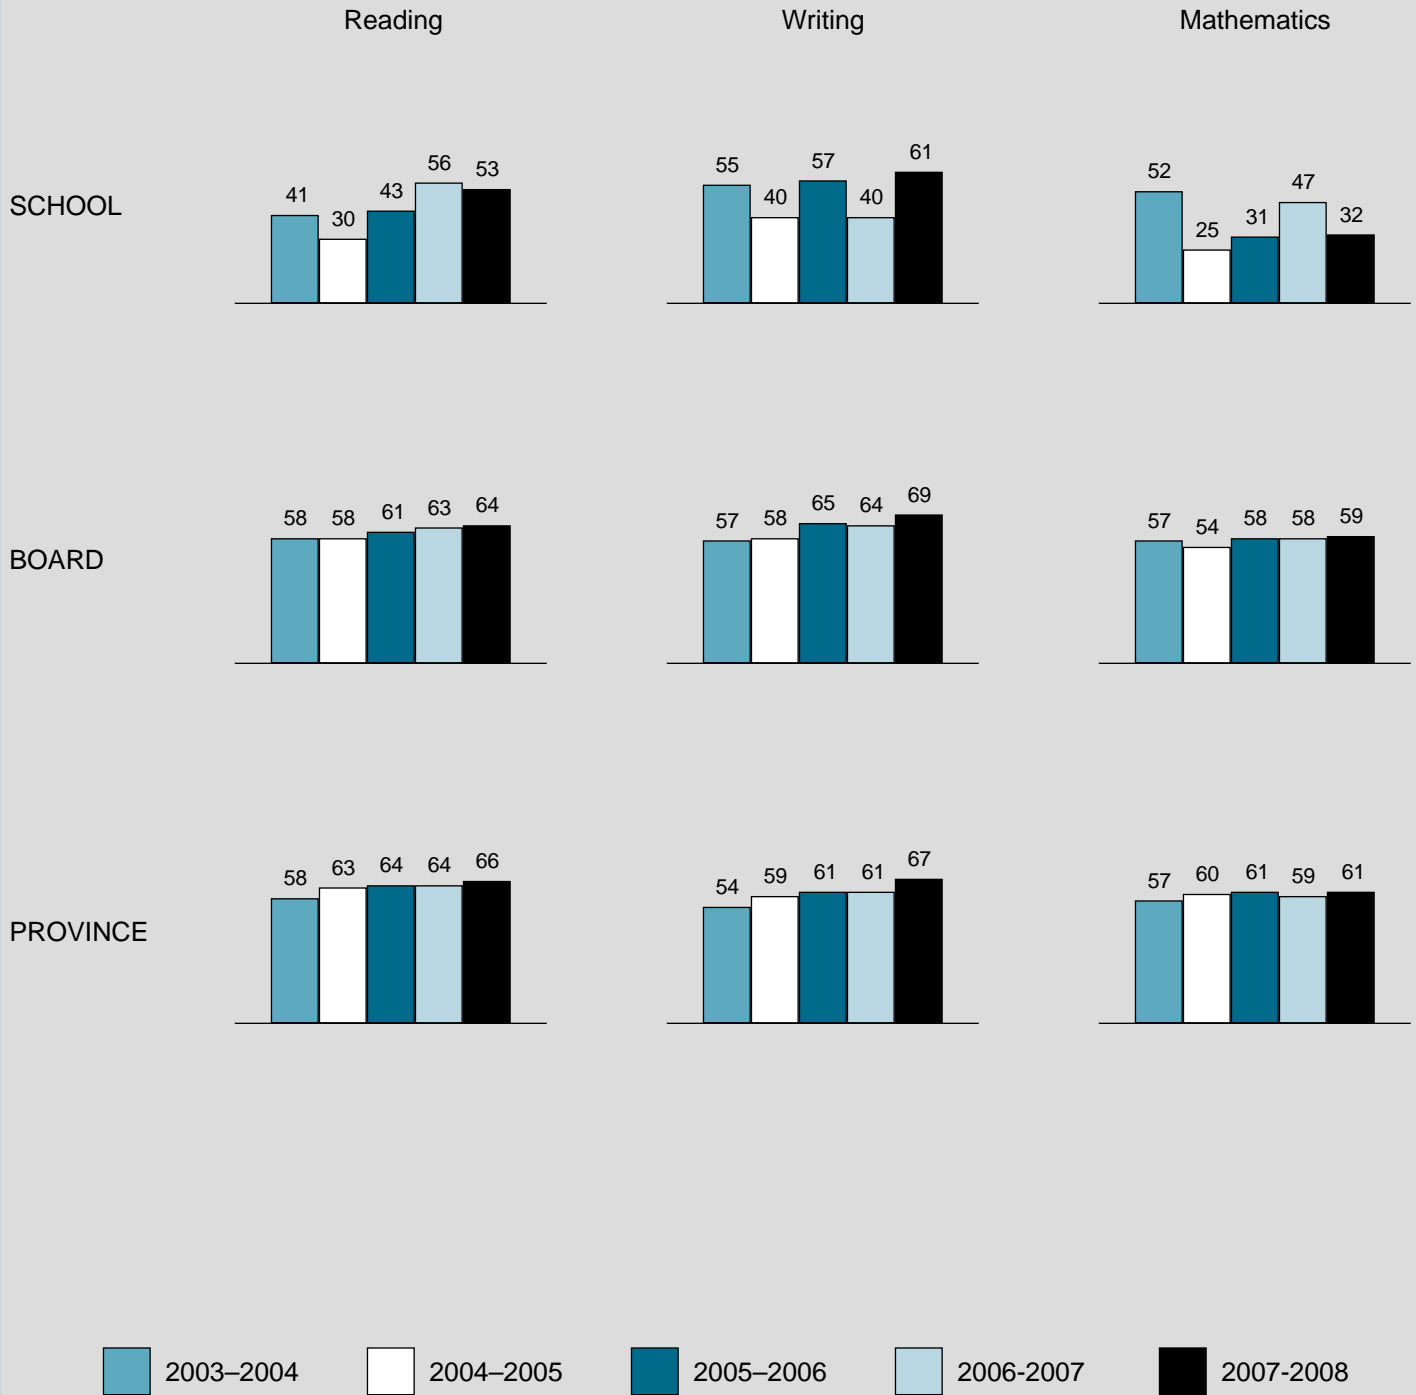 Reading Writing Mathematics
SCHOOL
41 30 43 56 53
55 40 57 40 61
52 25 31 47 32
BOARD
58 58 61 63 64
57 58 65 64 69
57 54 58 58 59
PROVINCE
58 63 64 64 66
54 59 61 61 67
57 60 61 59 61
2003–2004 2004–2005 2005–2006 2006-2007 2007-2008